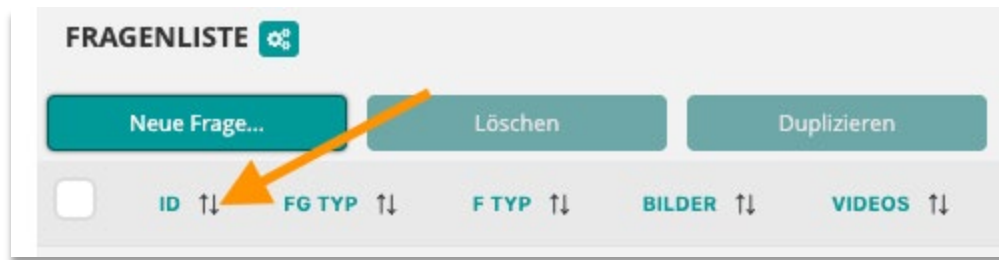 FRAGENLISTE
Neue Frage... Löschen Duplizieren
ID FG TYP F TYP BILDER VIDEOS